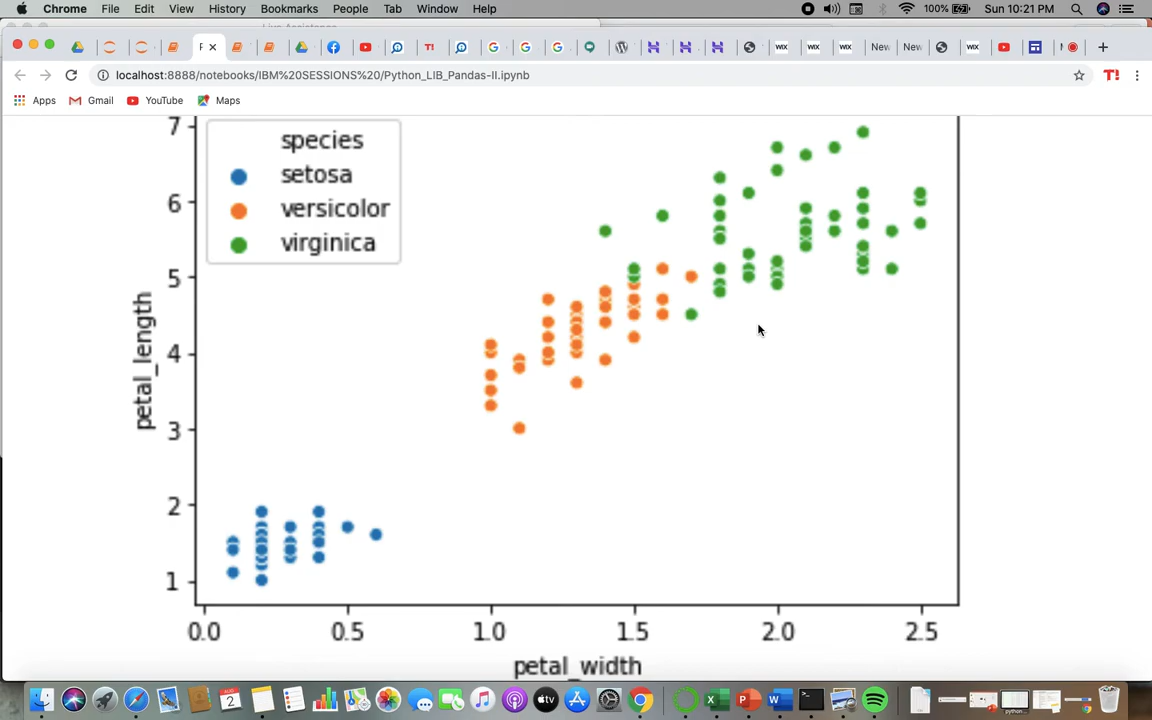 Chrome File Edit View History Bookmarks People Tab Window Help 100% Sun 10:21 PM
New New
localhost:8888/notebooks/IBM%20SESSIONS%20/Python_LIB_Pandas-II.ipynb
Apps Gmail YouTube Maps
species
setosa
versicolor
virginica
7
6
5
4
3
2
1
petal_length
0.0 0.5 1.0 1.5 2.0 2.5
petal_width